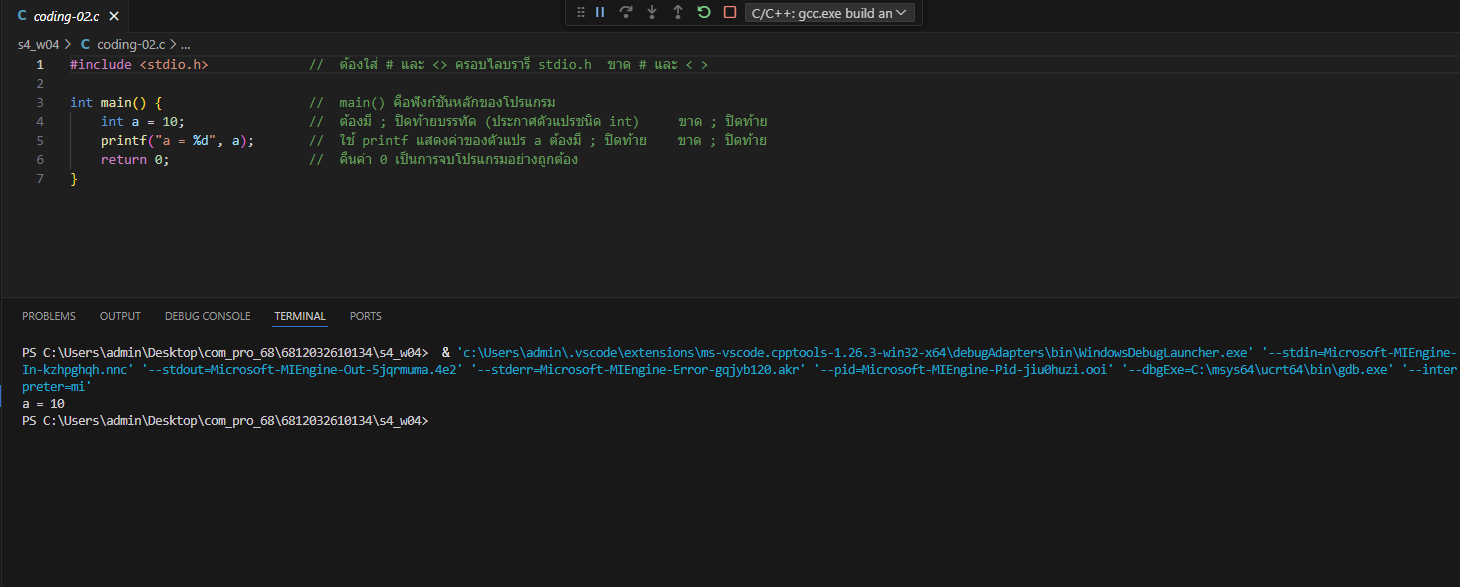 coding-02.c
C/C++: gcc.exe build an
s4_w04 > C coding-02.c > ...
1 #include <stdio.h> // ต้องใส่ # และ <> ครอบไลบรารี stdio.h ขาด # และ < >
2
3 int main() { // main() คือฟังก์ชันหลักของโปรแกรม
4 int a = 10; // ต้องมี ; ปิดท้ายบรรทัด (ประกาศตัวแปรชนิด int) ขาด ; ปิดท้าย
5 printf("a = %d", a); // ใช้ printf แสดงค่าของตัวแปร a ต้องมี ; ปิดท้าย ขาด ; ปิดท้าย
6 return 0; // คืนค่า 0 เป็นการจบโปรแกรมอย่างถูกต้อง
7 }
PROBLEMS OUTPUT DEBUG CONSOLE TERMINAL PORTS
PS C:\Users\admin\Desktop\com_pro_68\6812032610134\s4_w04> & 'c:\Users\admin\.vscode\extensions\ms-vscode.cpptools-1.26.3-win32-x64\debugAdapters\bin\WindowsDebugLauncher.exe' '--stdin=Microsoft-MIEngine-
In-kzhpghqh.nnc' '--stdout=Microsoft-MIEngine-Out-5jqrmuma.4e2' '--stderr=Microsoft-MIEngine-Error-gqjyb120.akr' '--pid=Microsoft-MIEngine-Pid-jiu0huzi.ooi' '--dbgExe=C:\msys64\ucrt64\bin\gdb.exe' '--inter
preter=mi'
a = 10
PS C:\Users\admin\Desktop\com_pro_68\6812032610134\s4_w04>